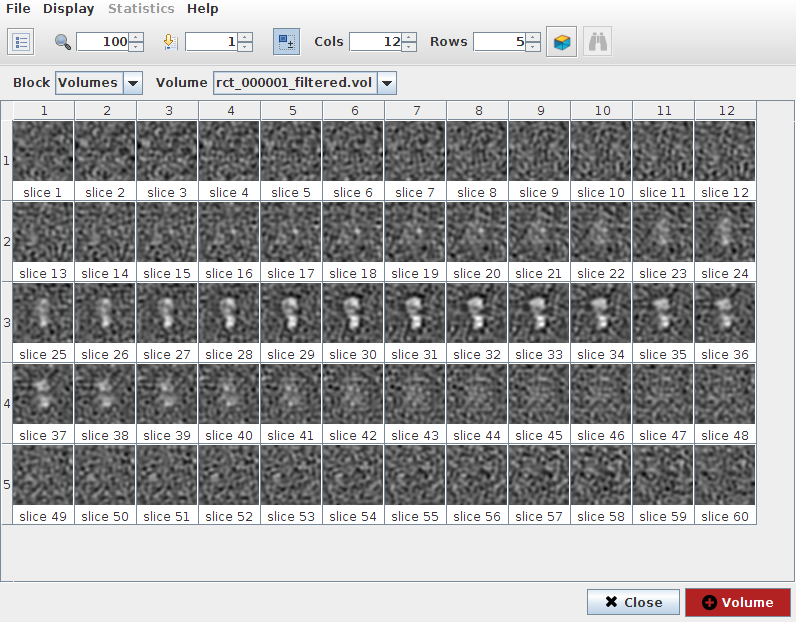 File Display Statistics Help
100 1 Cols 12 Rows 5
Block Volumes Volume rct_000001_filtered.vol
1 2 3 4 5 6 7 8 9 10 11 12
1
slice 1 slice 2 slice 3 slice 4 slice 5 slice 6 slice 7 slice 8 slice 9 slice 10 slice 11 slice 12
2
slice 13 slice 14 slice 15 slice 16 slice 17 slice 18 slice 19 slice 20 slice 21 slice 22 slice 23 slice 24
3
slice 25 slice 26 slice 27 slice 28 slice 29 slice 30 slice 31 slice 32 slice 33 slice 34 slice 35 slice 36
4
slice 37 slice 38 slice 39 slice 40 slice 41 slice 42 slice 43 slice 44 slice 45 slice 46 slice 47 slice 48
5
slice 49 slice 50 slice 51 slice 52 slice 53 slice 54 slice 55 slice 56 slice 57 slice 58 slice 59 slice 60
Close Volume